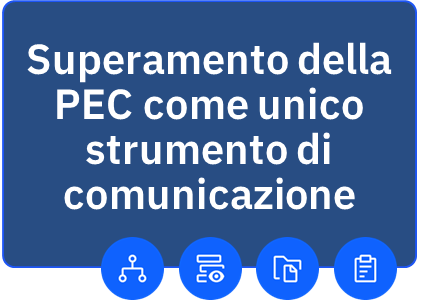 Superamento della
PEC come unico
strumento di
comunicazione